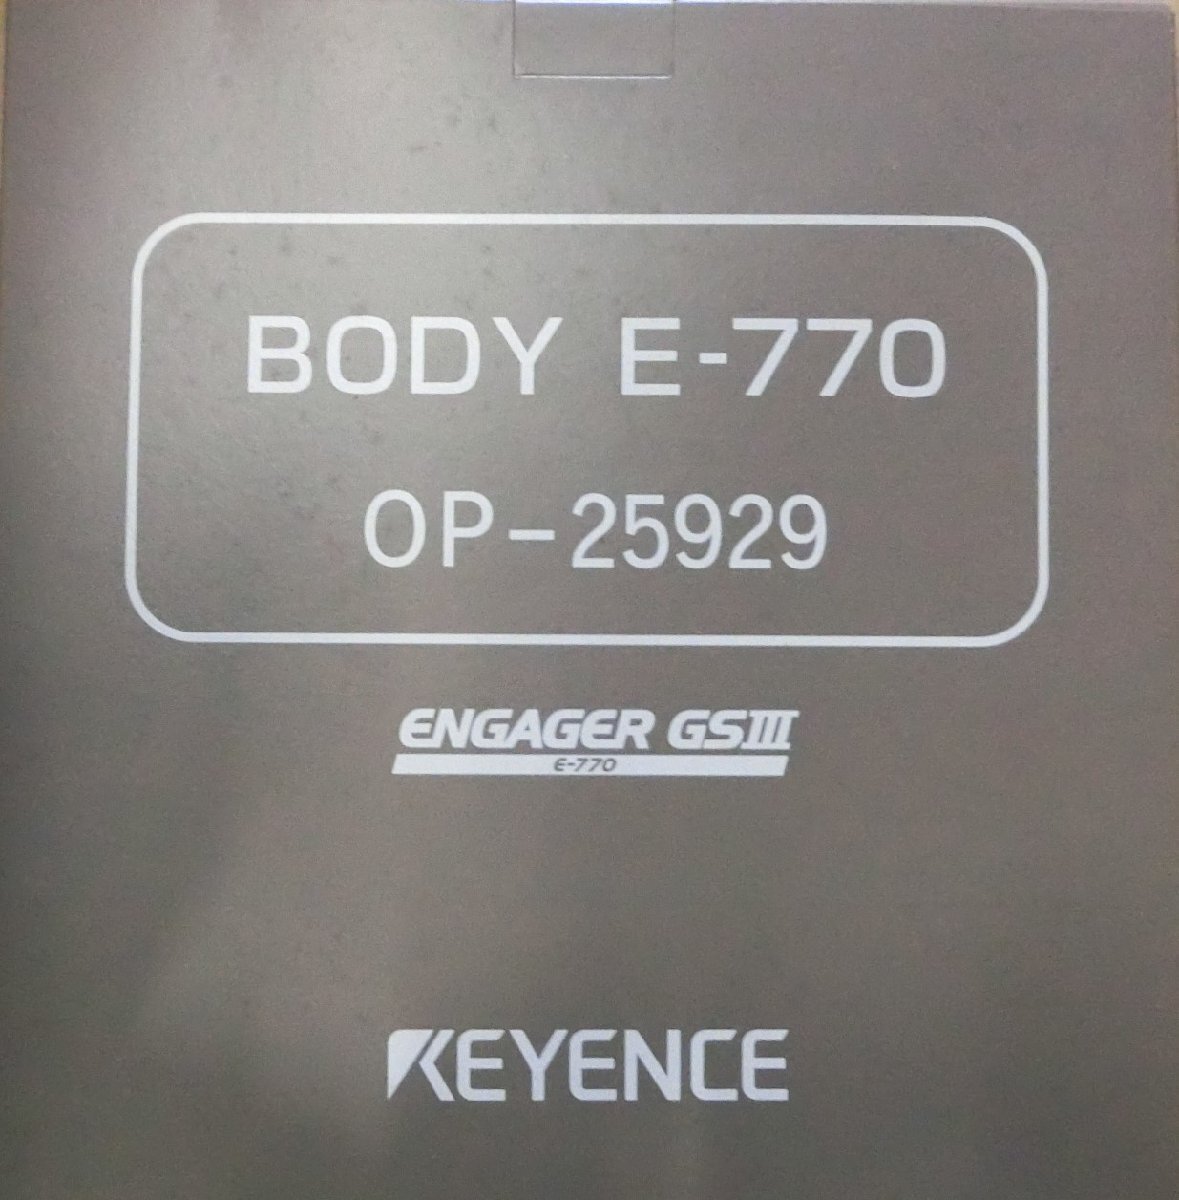 BODY E-770
OP-25929
ENGAGER GSIII
E-770
KEYENCE